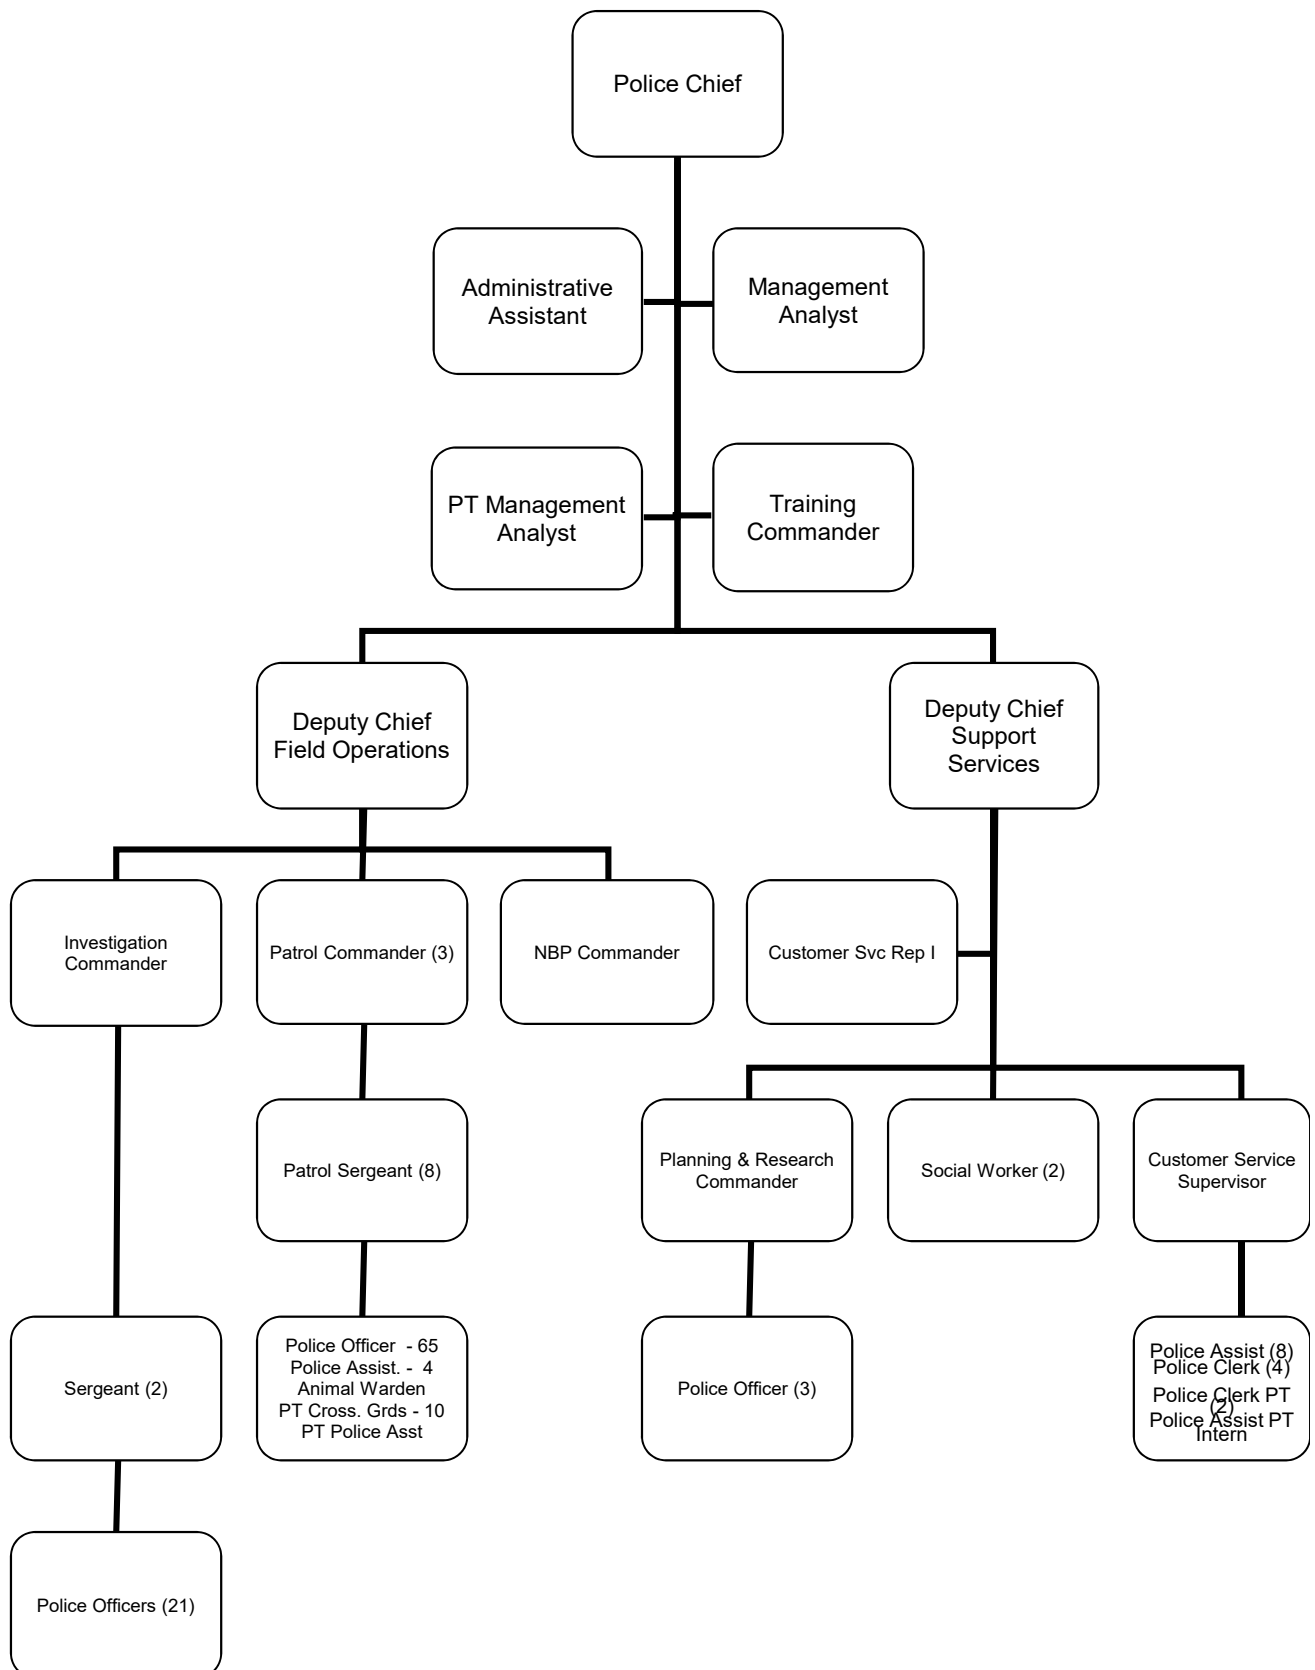 Police Chief
Administrative
Assistant
Management
Analyst
PT Management
Analyst
Training
Commander
Deputy Chief
Field Operations
Deputy Chief
Support
Services
Investigation
Commander
Patrol Commander (3)
NBP Commander
Customer Svc Rep I
Patrol Sergeant (8)
Planning & Research
Commander
Social Worker (2)
Customer Service
Supervisor
Sergeant (2)
Police Officer - 65
Police Assist. - 4
Animal Warden
PT Cross. Grds - 10
PT Police Asst
Police Officer (3)
Police Assist (8)
Police Clerk (4)
Police Clerk PT
(2)
Police Assist PT
Intern
Police Officers (21)